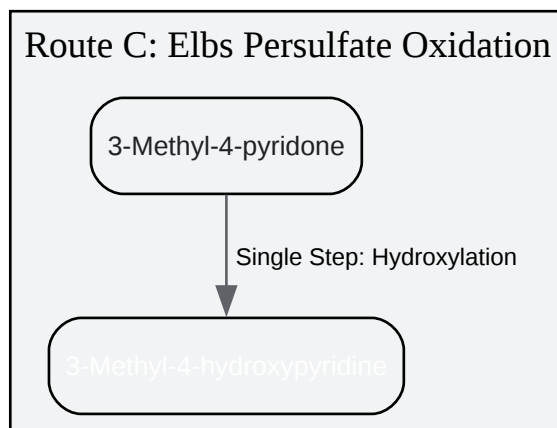 Route C: Elbs Persulfate Oxidation
3-Methyl-4-pyridone
Single Step: Hydroxylation
3-Methyl-4-hydroxypyridine